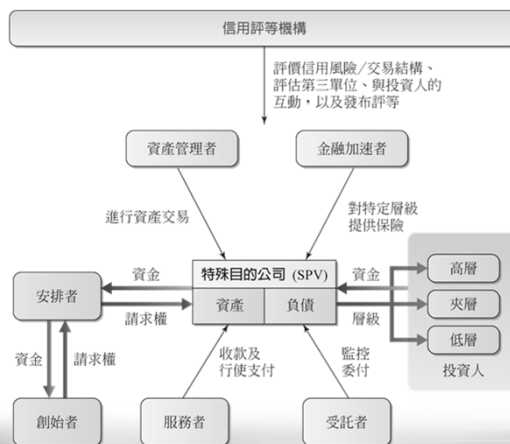 信用評等機構
評價信用風險/交易結構、
評估第三單位、與投資人的
互動，以及發布評等
資產管理者
金融加速者
進行資產交易
對特定層級
提供保險
特殊目的公司 (SPV)
資產
負債
安排者
資金
請求權
資金
層級
高層
夾層
低層
投資人
資金
請求權
收款及
行使支付
監控
委付
創始者
服務者
受託者